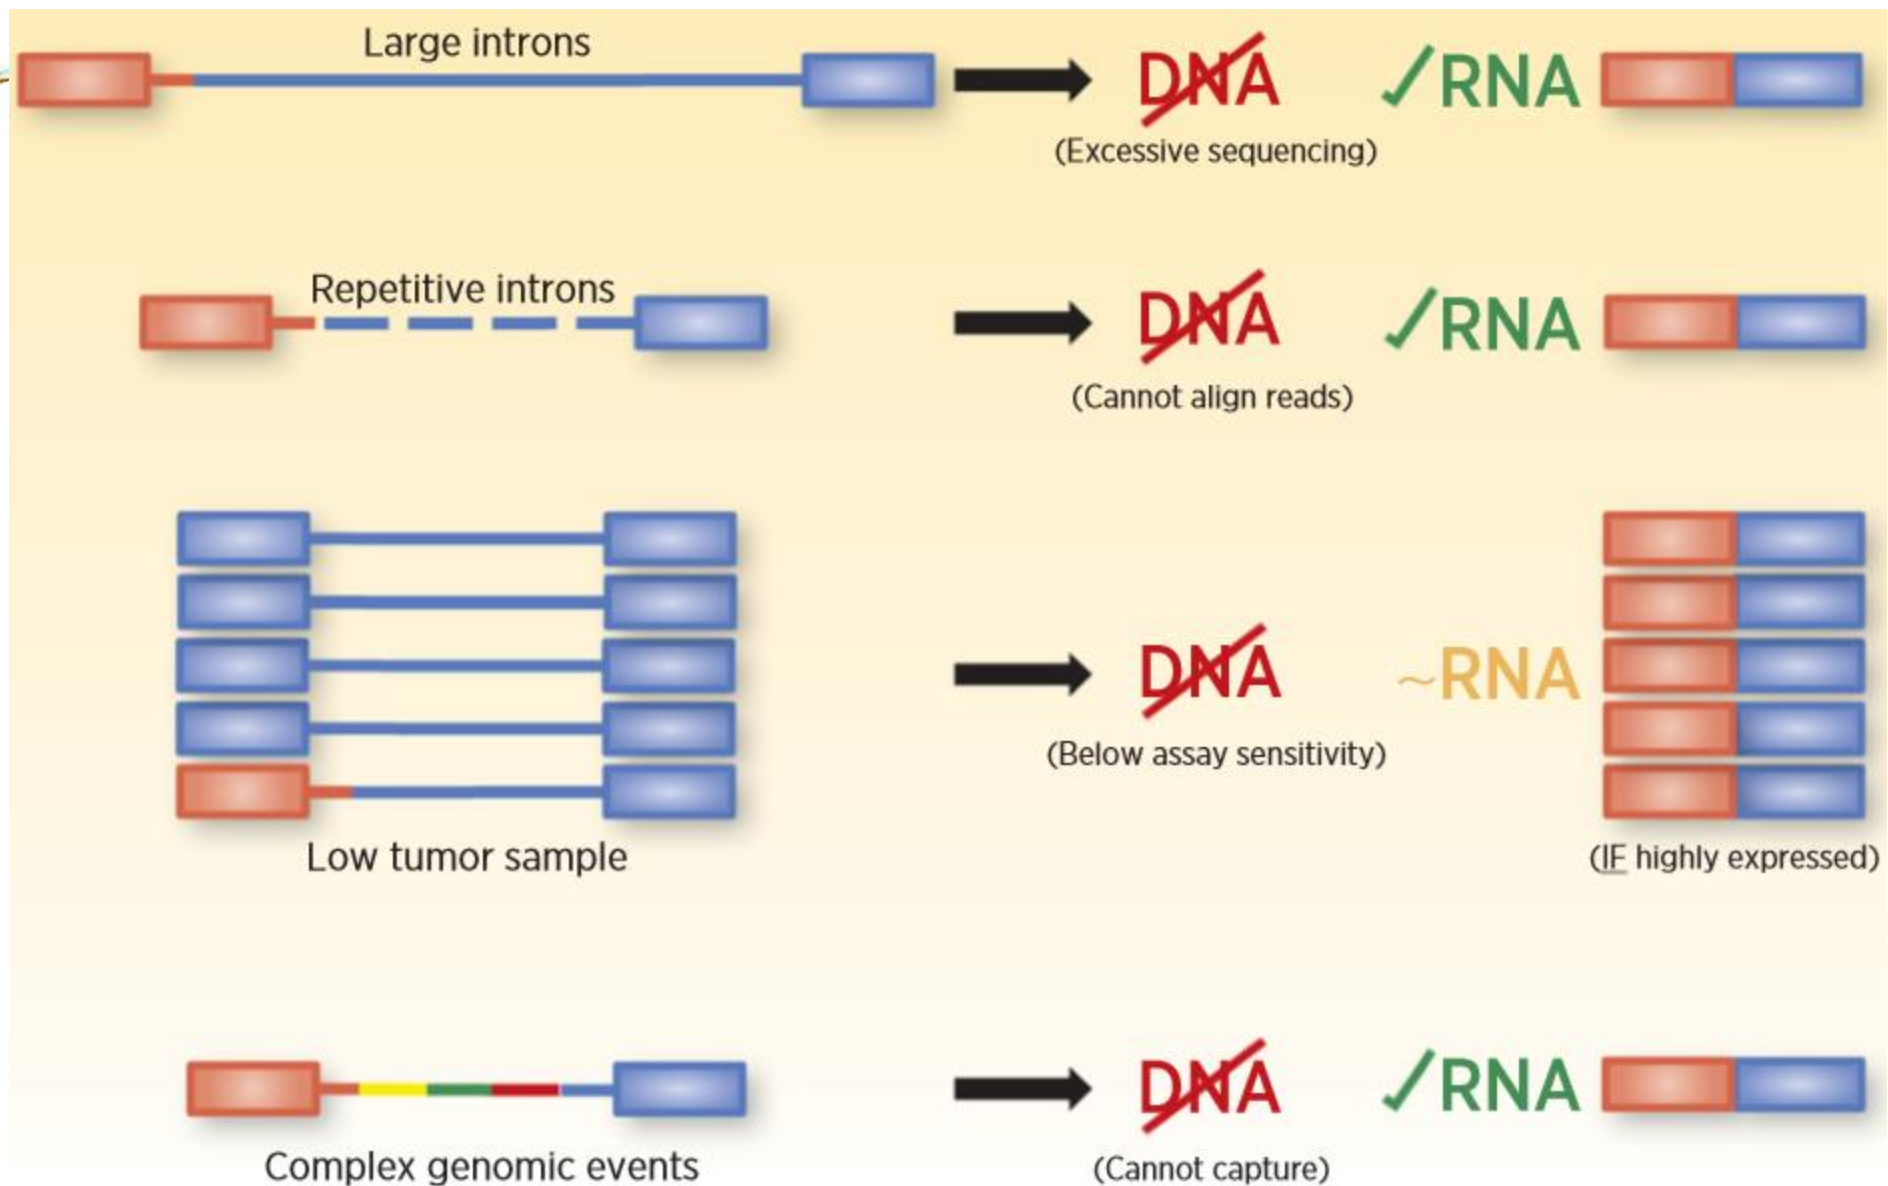 Large introns
DNA ✓RNA
(Excessive sequencing)
Repetitive introns
DNA ✓RNA
(Cannot align reads)
DNA ~RNA
(Below assay sensitivity)
Low tumor sample
(IF highly expressed)
DNA ✓RNA
Complex genomic events
(Cannot capture)